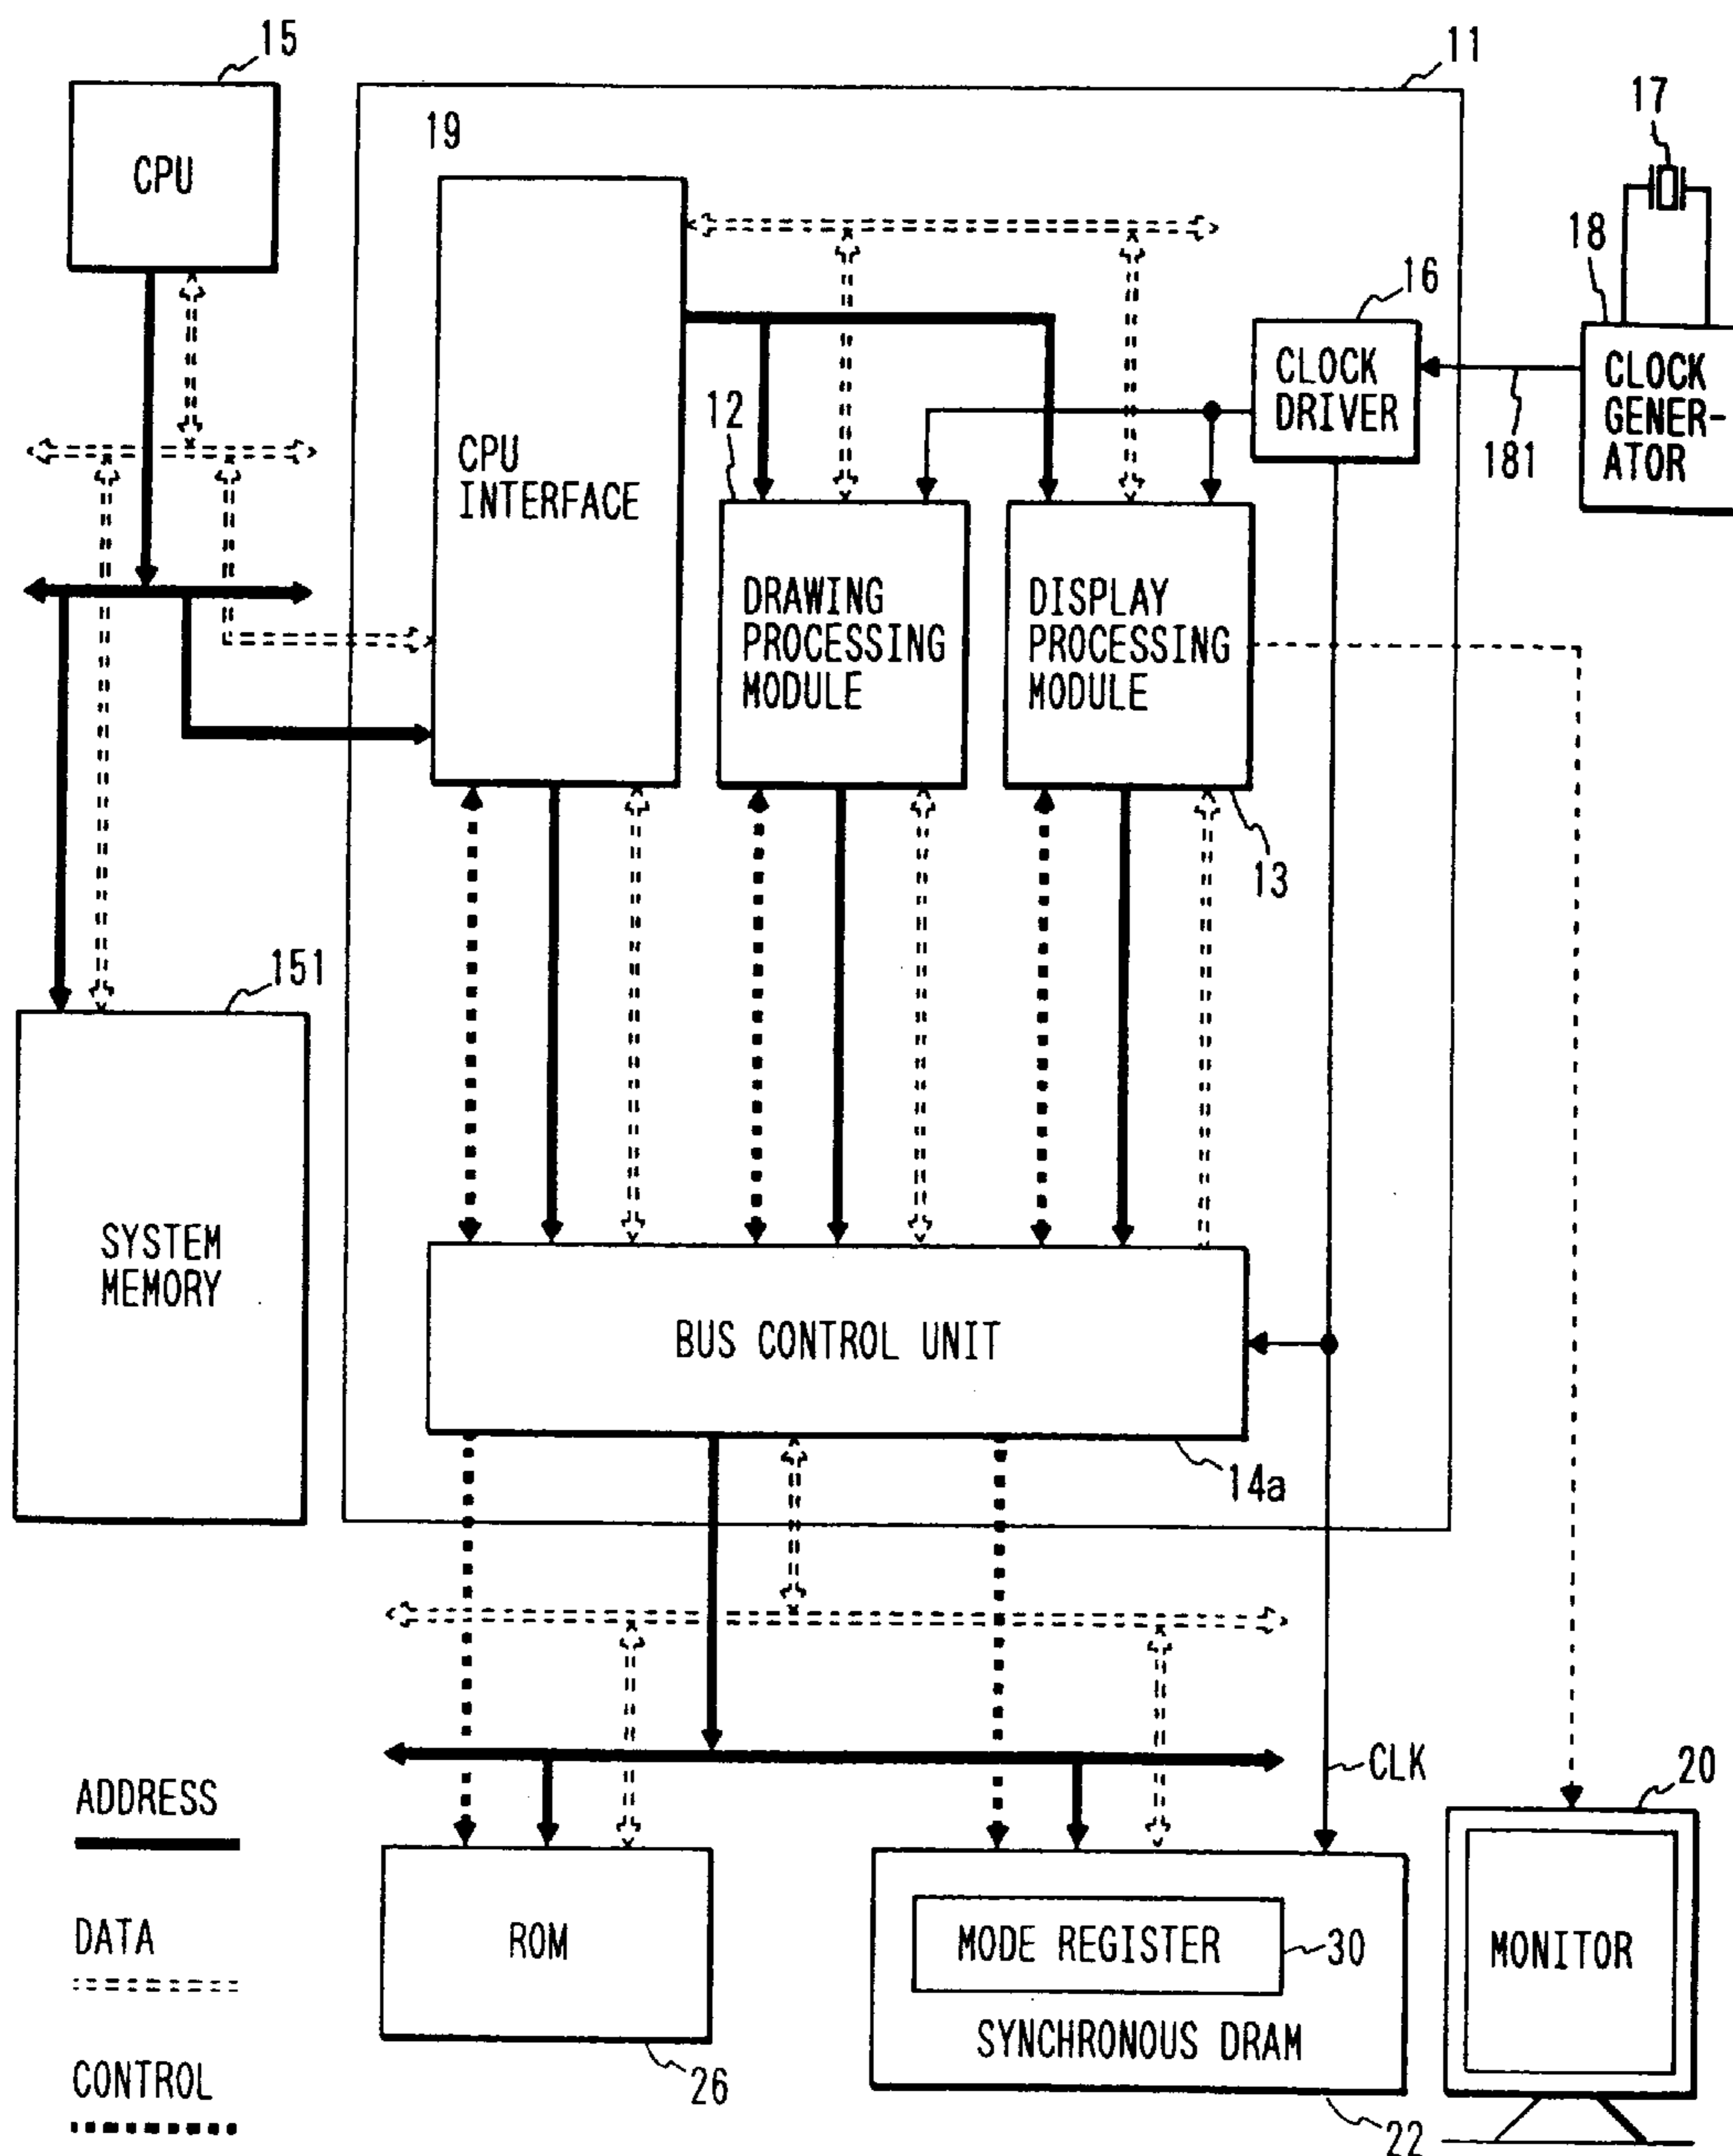 15
11
17
19
CPU
18
16
CLOCK
DRIVER
CLOCK
GENER-
ATOR
12
181
CPU
INTERFACE
DRAWING
PROCESSING
MODULE
DISPLAY
PROCESSING
MODULE
13
151
SYSTEM
MEMORY
BUS CONTROL UNIT
14a
CLK
20
ADDRESS
DATA
CONTROL
ROM
26
MODE REGISTER
30
SYNCHRONOUS DRAM
22
MONITOR